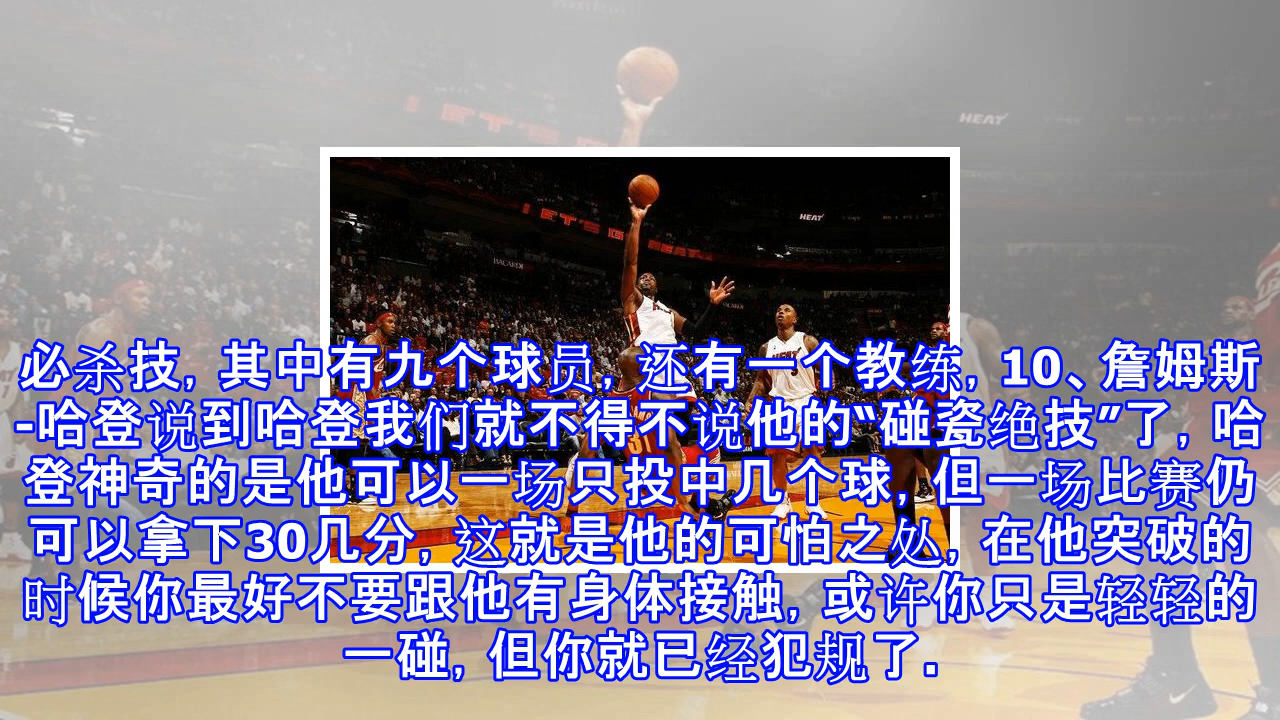 HEAT
LET'S GO HEAT
HEAT
BACARDI
必杀技, 其中有九个球员, 还有一个教练, 10、詹姆斯
-哈登说到哈登我们就不得不说他的“碰瓷绝技”了, 哈
登神奇的是他可以一场只投中几个球, 但一场比赛仍
可以拿下30几分, 这就是他的可怕之处, 在他突破的
时候你最好不要跟他有身体接触, 或许你只是轻轻的
一碰, 但你就已经犯规了.